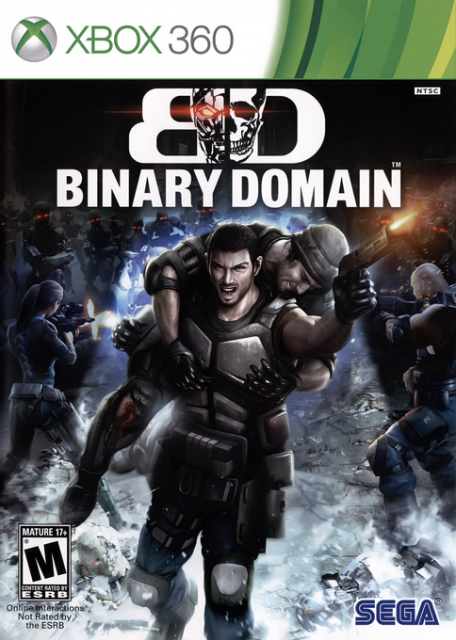 XBOX 360
NTSC
BD
BINARY DOMAIN™
MATURE 17+
M
CONTENT RATED BY
ESRB
Online Interactions
Not Rated by
the ESRB
SEGA®